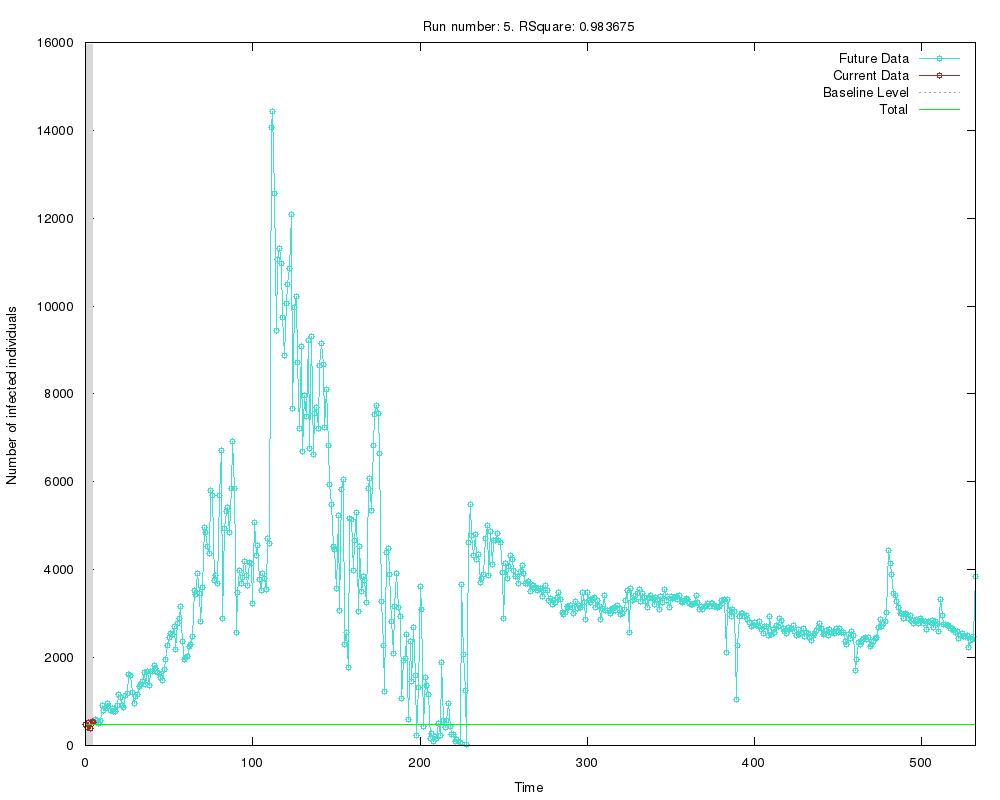 Run number: 5. RSquare: 0.983675
16000
14000
12000
10000
8000
6000
4000
2000
0
Number of infected individuals
Future Data
Current Data
Baseline Level
Total
0
100
200
300
400
500
Time